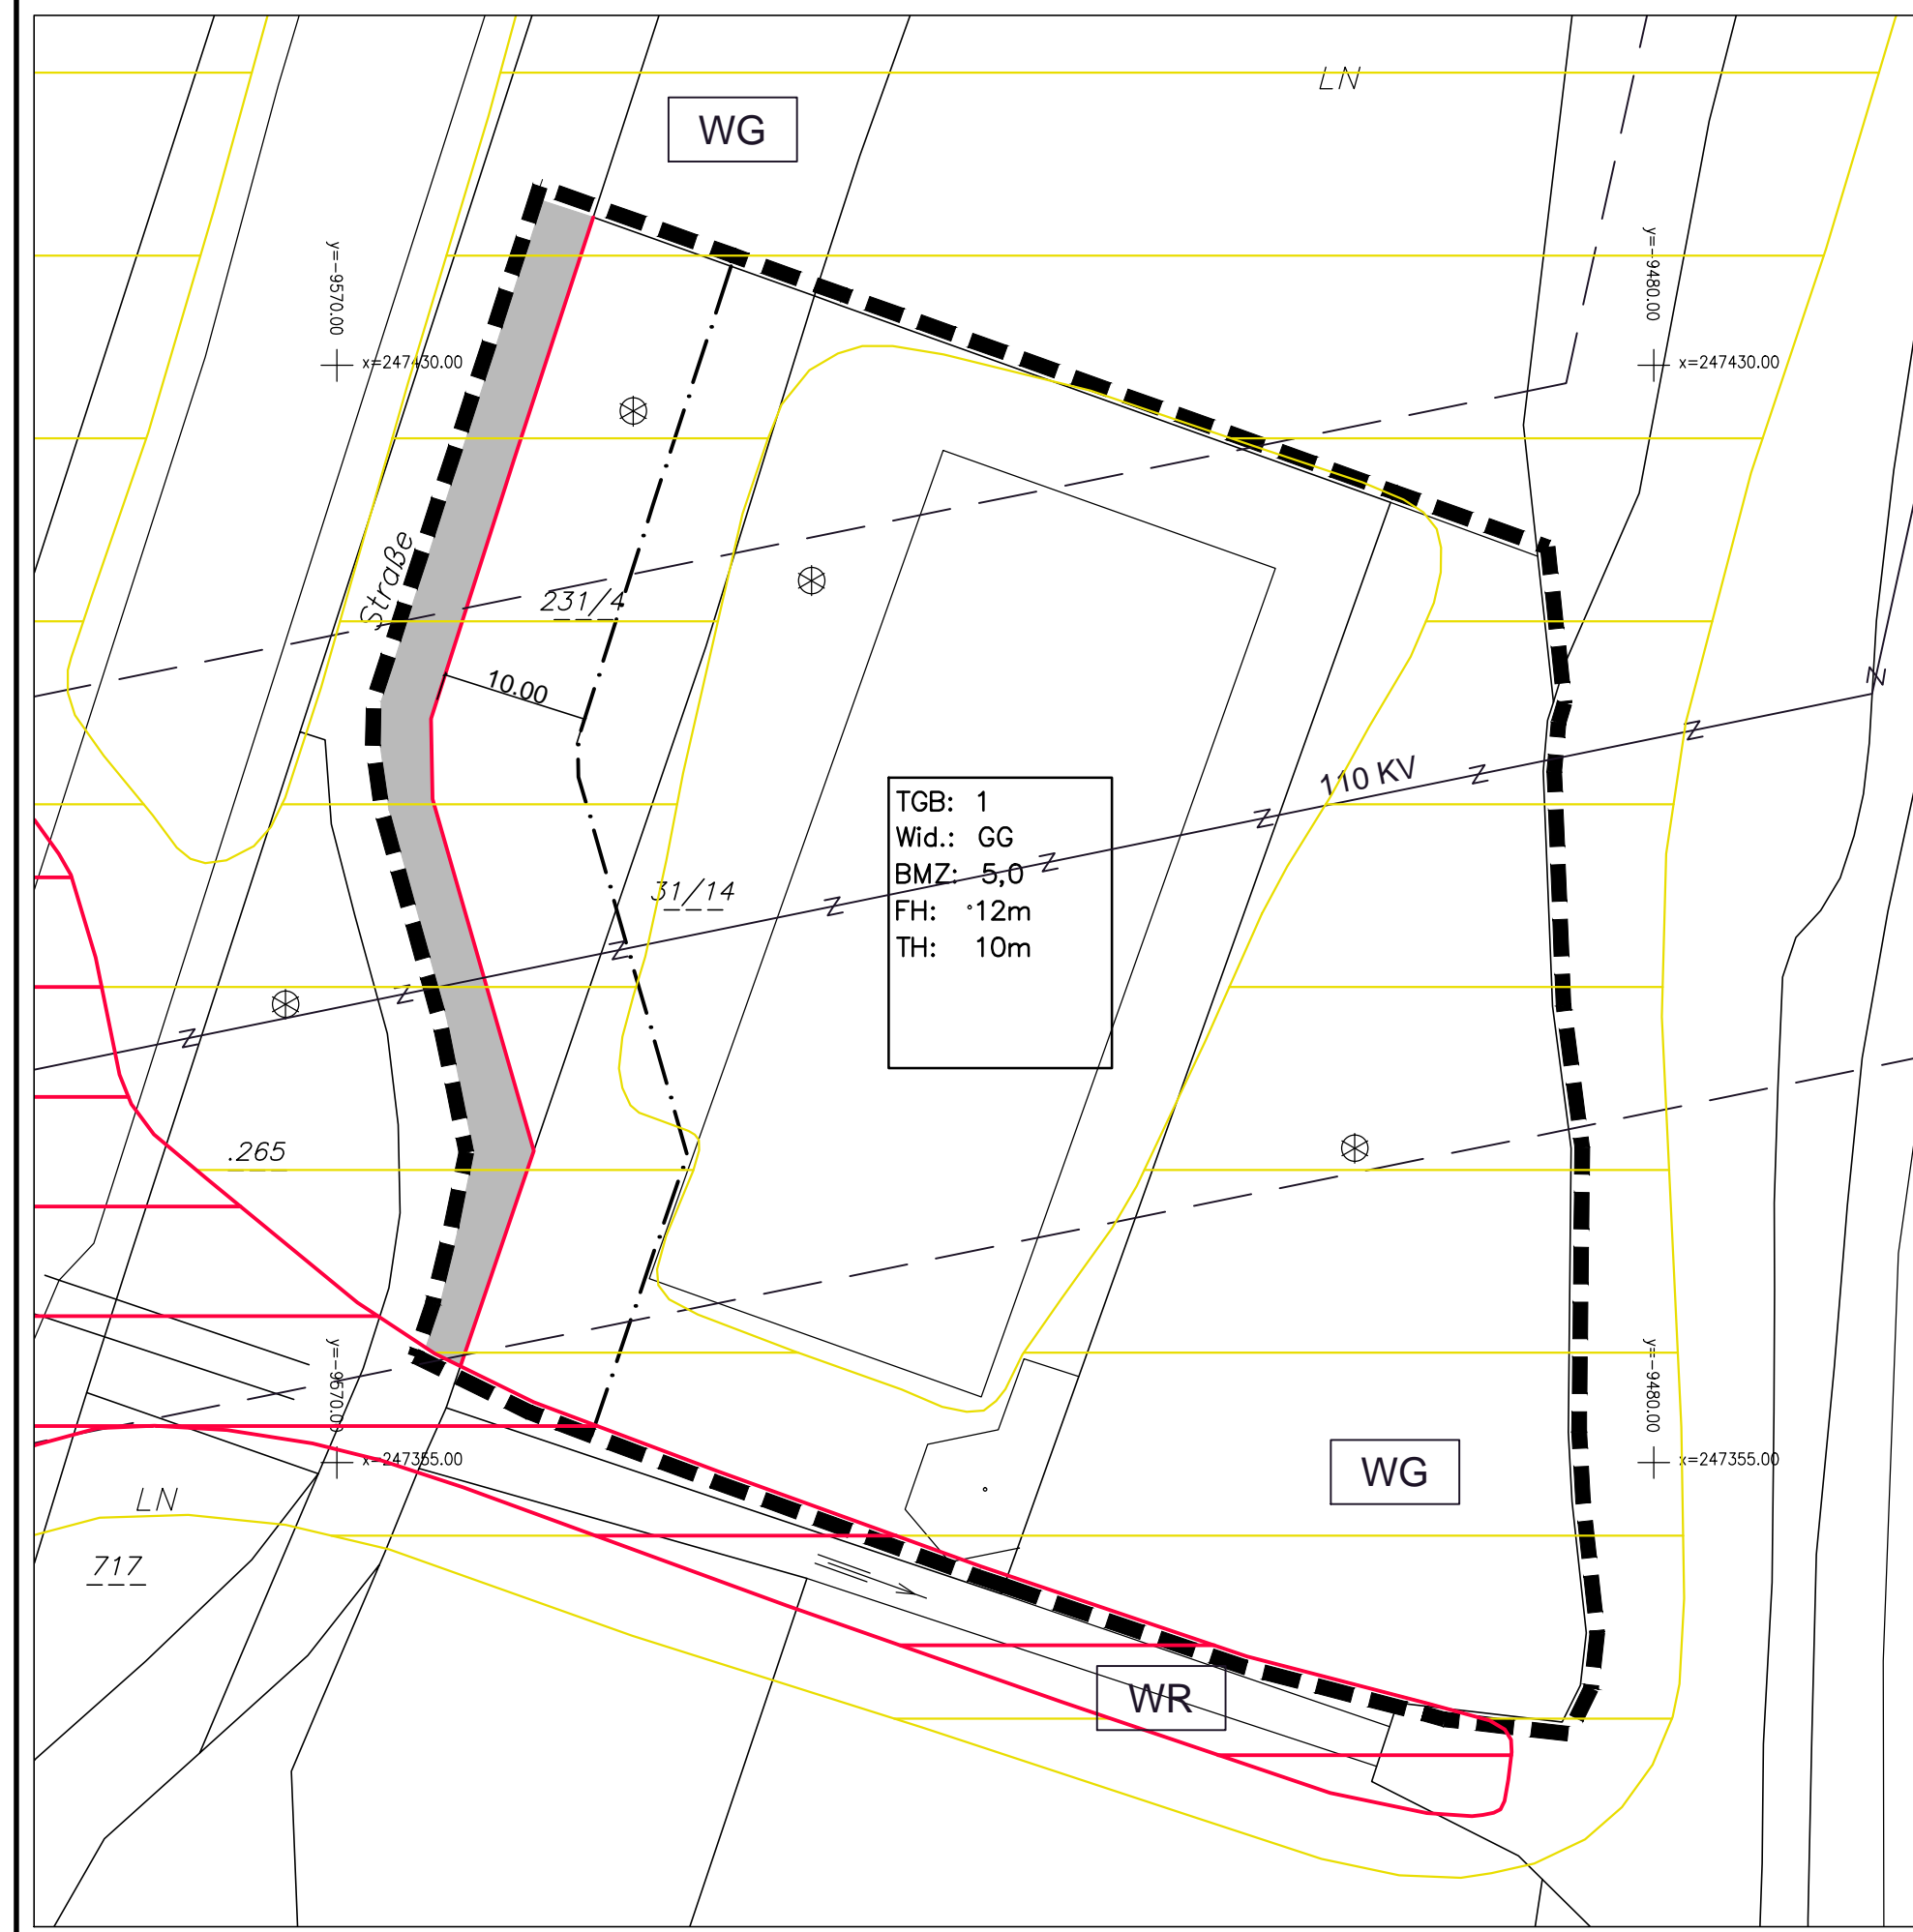 LN
WG
y=-9570.00
x=247430.00
y=-9480.00
x=247430.00
Straße
231/4
10.00
N
110 KV
Z
Z
Z
Z
Z
Z
Z
Z
TGB: 1
Wid.: GG
BMZ: 5,0
FH: °12m
TH: 10m
31/14
.265
y=-9570.00
x=247355.00
y=-9480.00
x=247355.00
WG
LN
717
WR